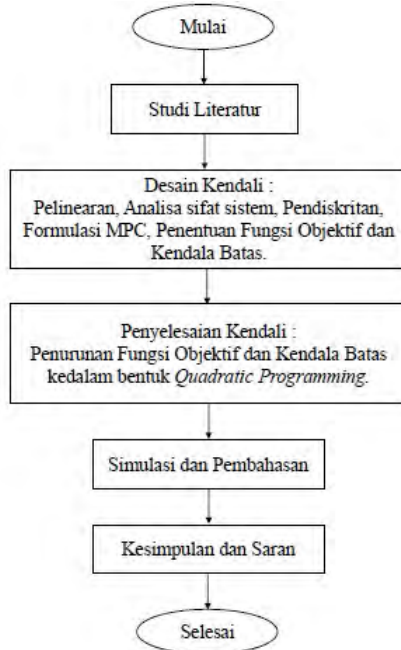 Mulai
Studi Literatur
Desain Kendali :
Pelinearan, Analisa sifat sistem, Pendiskritan,
Formulasi MPC, Penentuan Fungsi Objektif dan
Kendala Batas.
Penyelesaian Kendali :
Penurunan Fungsi Objektif dan Kendala Batas
kedalam bentuk Quadratic Programming.
Simulasi dan Pembahasan
Kesimpulan dan Saran
Selesai